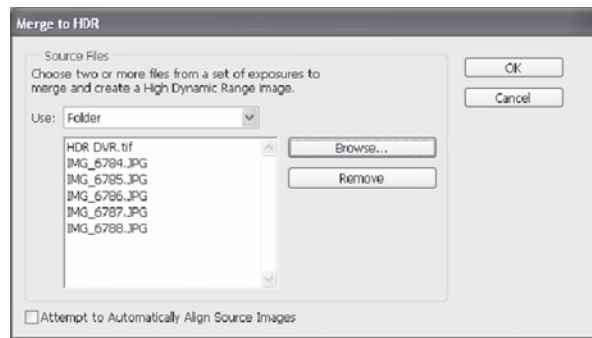 Merge to HDR
Source Files
Choose two or more files from a set of exposures to
merge and create a High Dynamic Range image.
Use: Folder
HDR DVR.tif
IMG_6784.JPG
IMG_6785.JPG
IMG_6786.JPG
IMG_6787.JPG
IMG_6788.JPG
Browse...
Remove
OK
Cancel
Attempt to Automatically Align Source Images